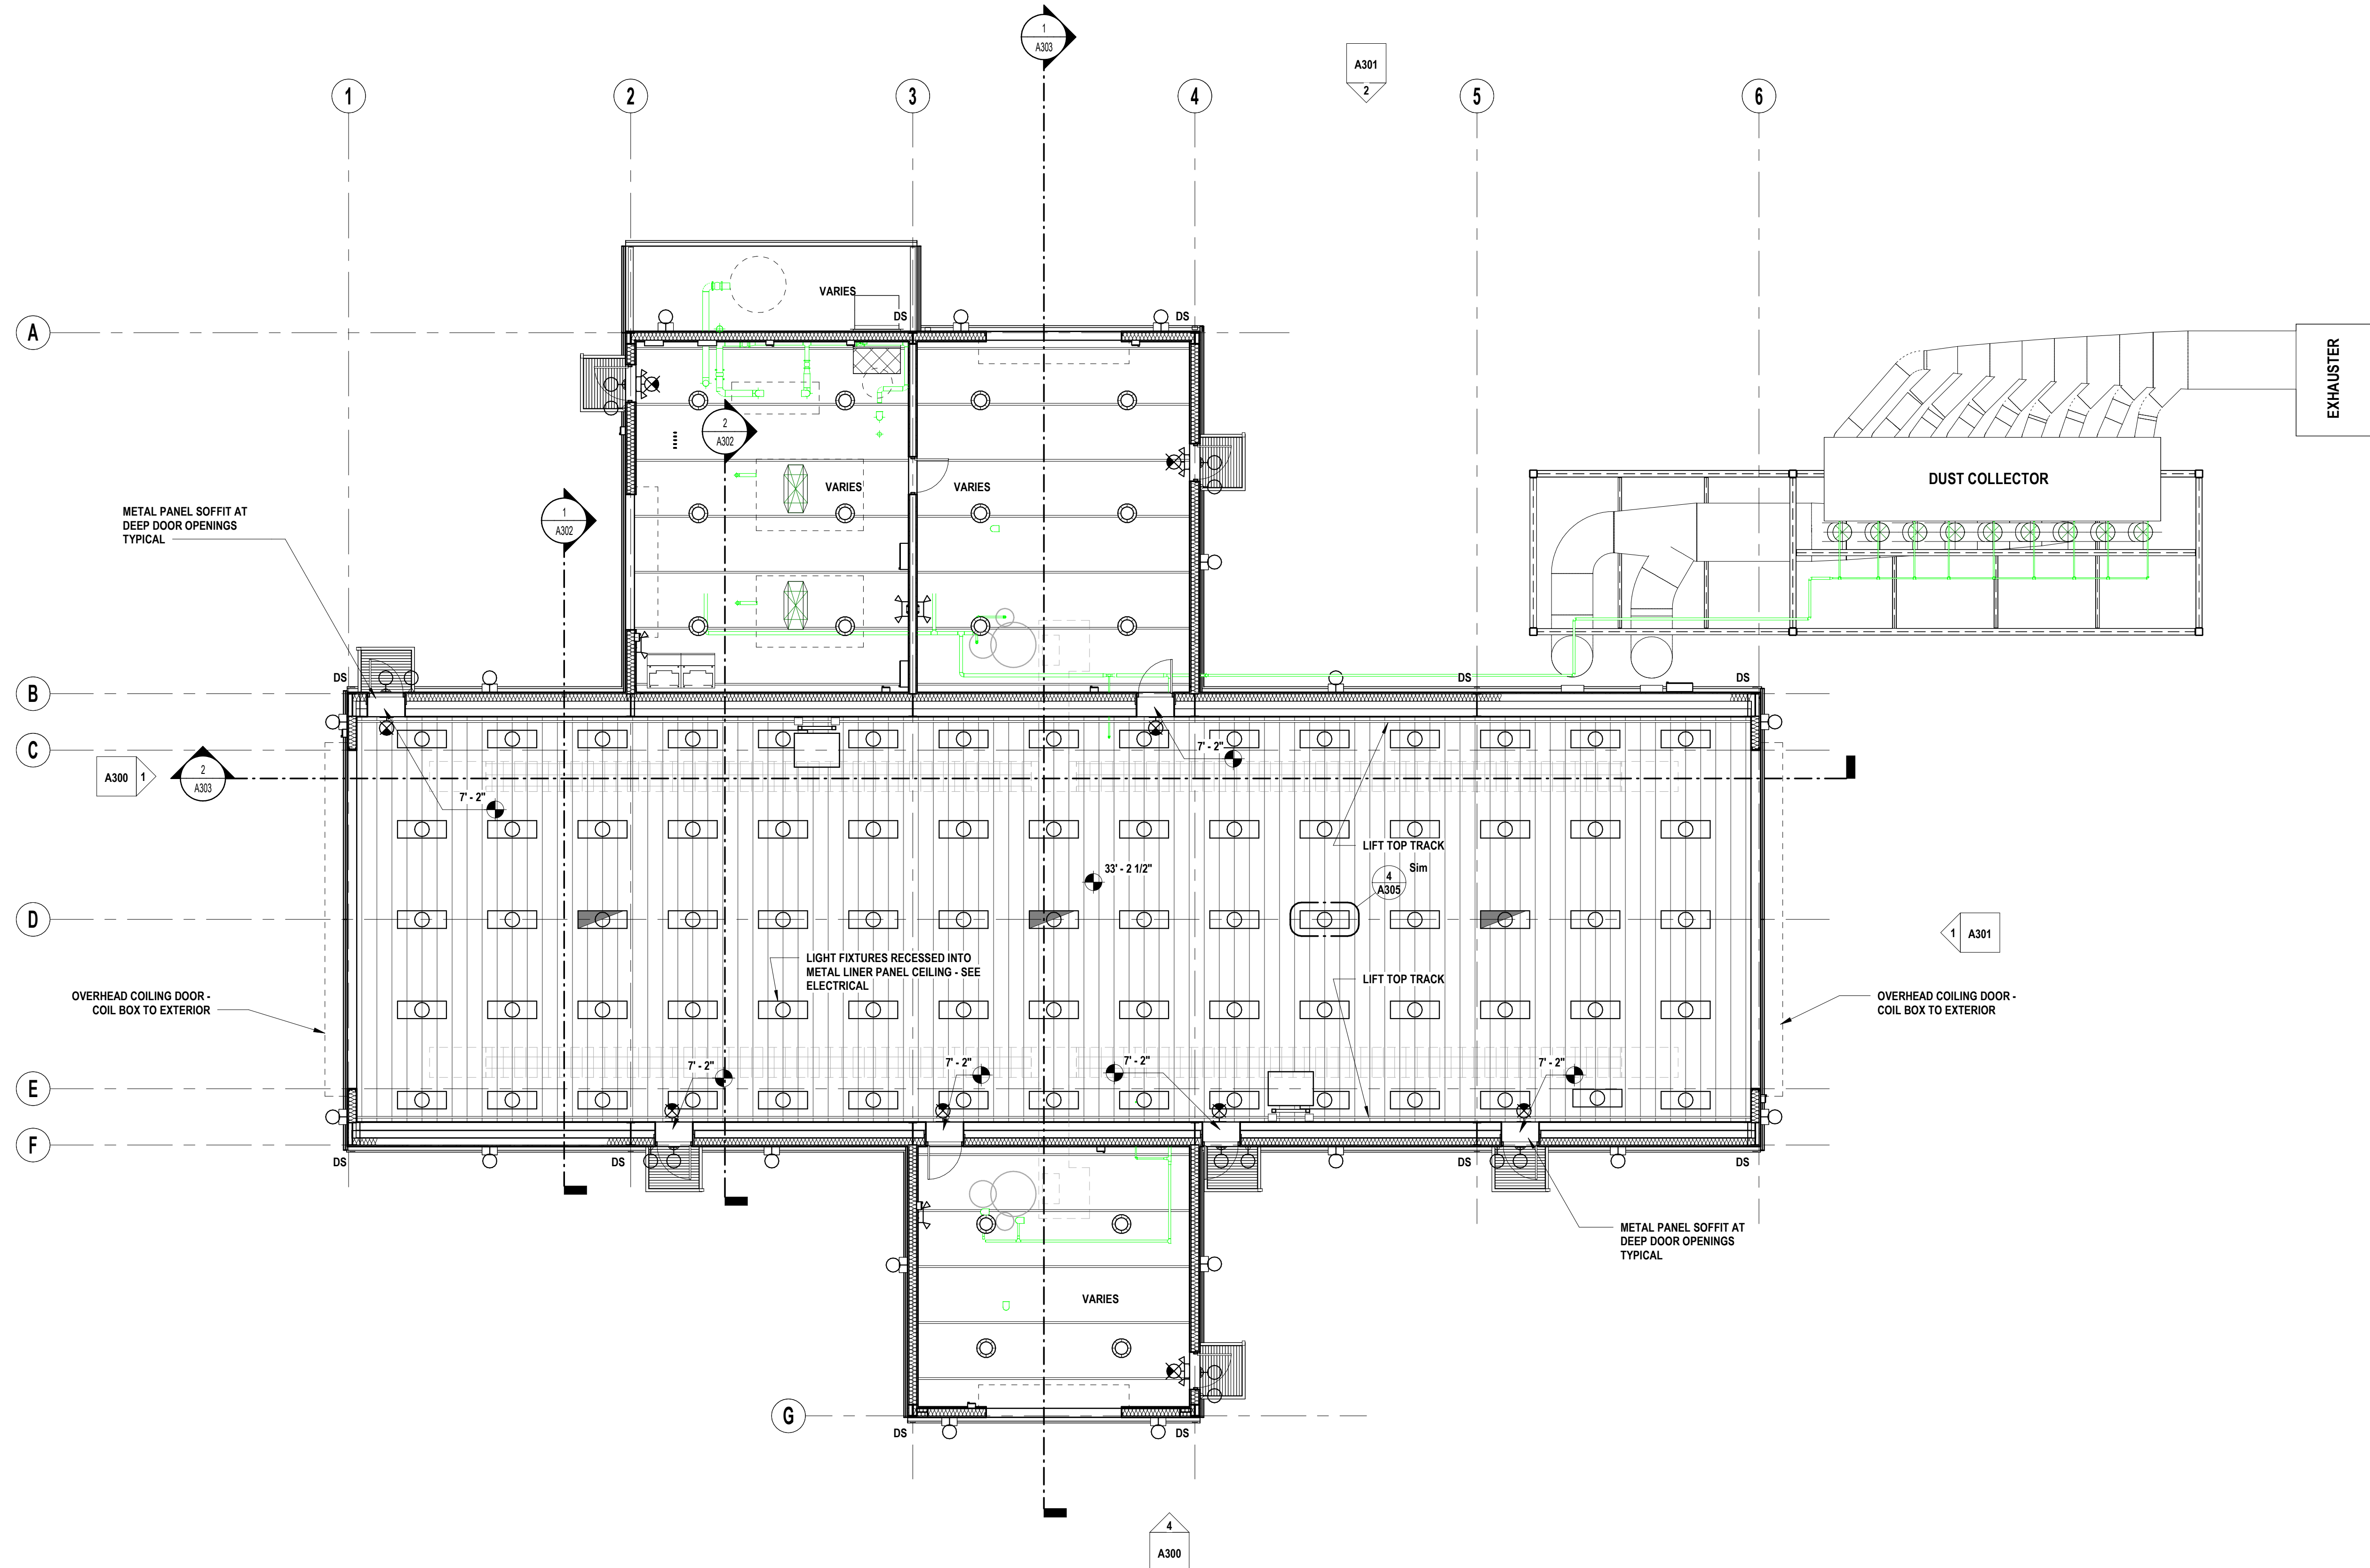 1
A303
A301
2
1
2
3
4
5
6
VARIES
DS
DS
A
EXHAUSTER
2
A302
DUST COLLECTOR
VARIES
VARIES
METAL PANEL SOFFIT AT
DEEP DOOR OPENINGS
TYPICAL
1
A302
DS
DS
DS
B
C
7' - 2"
A300
1
2
A303
7' - 2"
LIFT TOP TRACK
33' - 2 1/2"
Sim
4
A305
D
1
A301
LIGHT FIXTURES RECESSED INTO
METAL LINER PANEL CEILING - SEE
ELECTRICAL
LIFT TOP TRACK
OVERHEAD COILING DOOR -
COIL BOX TO EXTERIOR
OVERHEAD COILING DOOR -
COIL BOX TO EXTERIOR
7' - 2"
7' - 2"
7' - 2"
7' - 2"
E
F
DS
DS
DS
DS
METAL PANEL SOFFIT AT
DEEP DOOR OPENINGS
TYPICAL
VARIES
G
DS
DS
4
A300